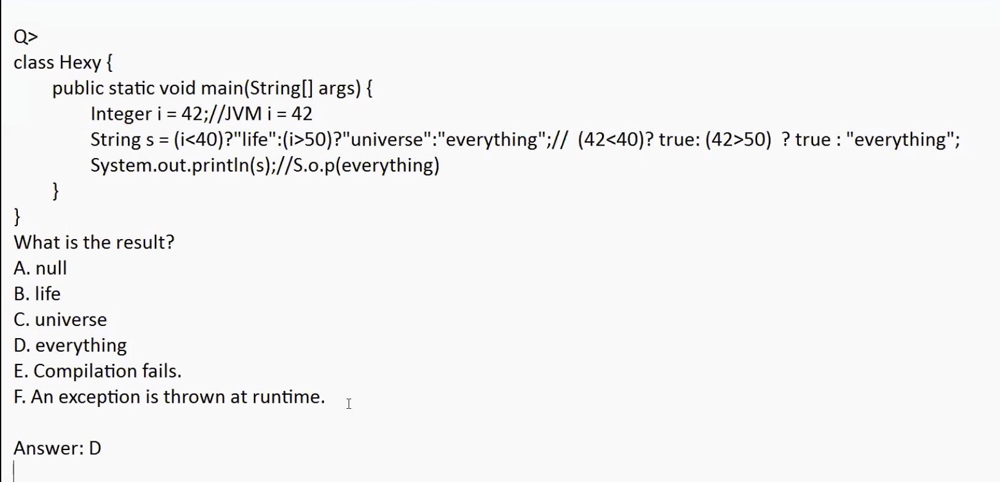 Q>
class Hexy {
public static void main(String[] args) {
Integer i = 42;//JVM i = 42
String s = (i<40)?"life":(i>50)?"universe":"everything";// (42<40)? true: (42>50) ? true : "everything";
System.out.println(s);//S.o.p(everything)
}
}
What is the result?
A. null
B. life
C. universe
D. everything
E. Compilation fails.
F. An exception is thrown at runtime.
Answer: D